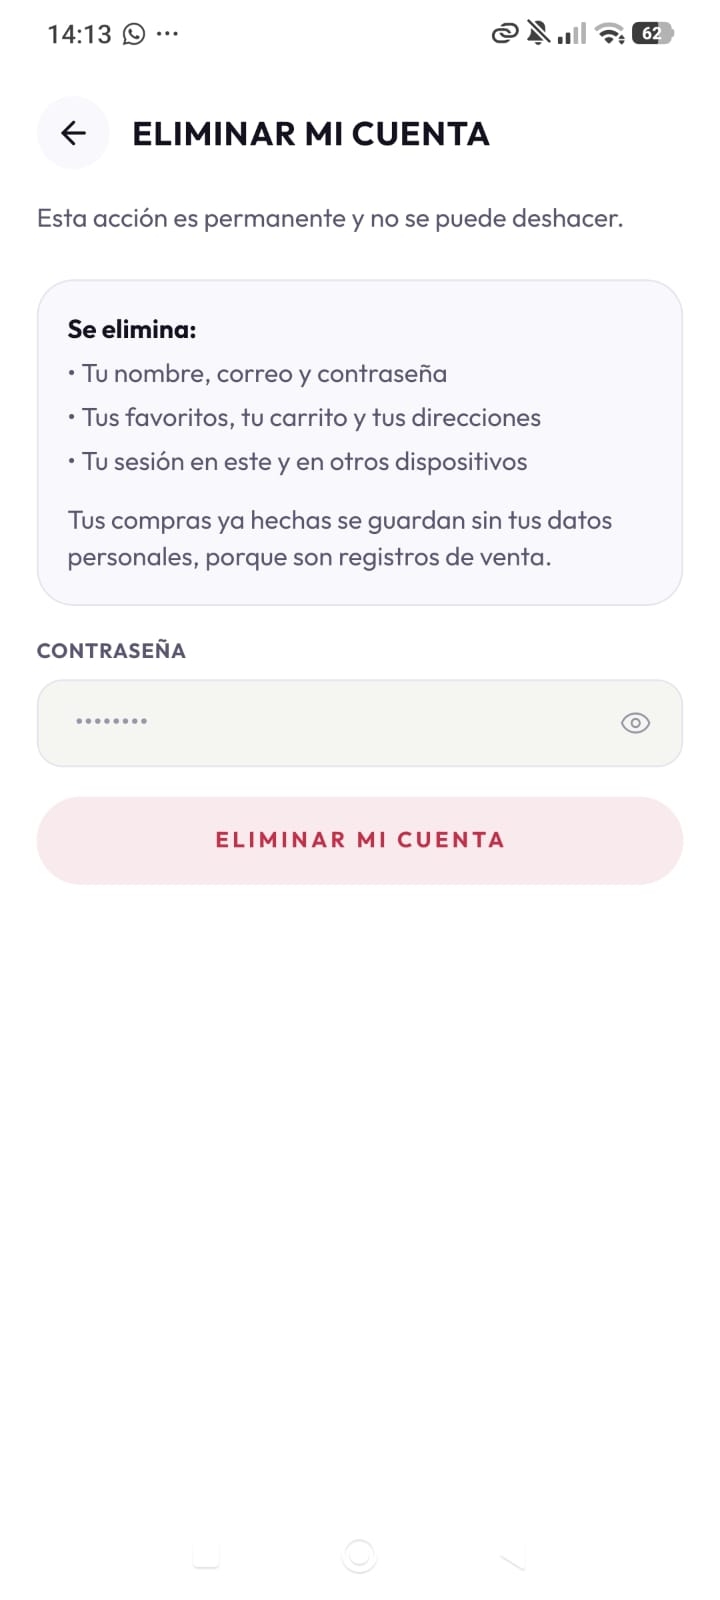 14:13
62
ELIMINAR MI CUENTA
Esta acción es permanente y no se puede deshacer.
Se elimina:
• Tu nombre, correo y contraseña
• Tus favoritos, tu carrito y tus direcciones
• Tu sesión en este y en otros dispositivos
Tus compras ya hechas se guardan sin tus datos
personales, porque son registros de venta.
CONTRASEÑA
••••••••
ELIMINAR MI CUENTA